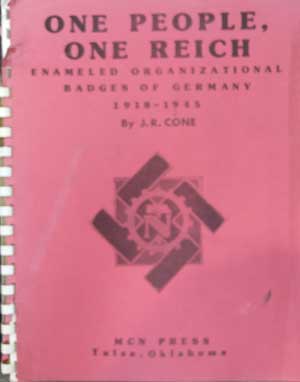 ONE PEOPLE,
ONE REICH
ENAMELED ORGANIZATIONAL
BADGES OF GERMANY
1918-1945
By J.R. CONE
N
MCN PRESS
Tulsa, Oklahoma